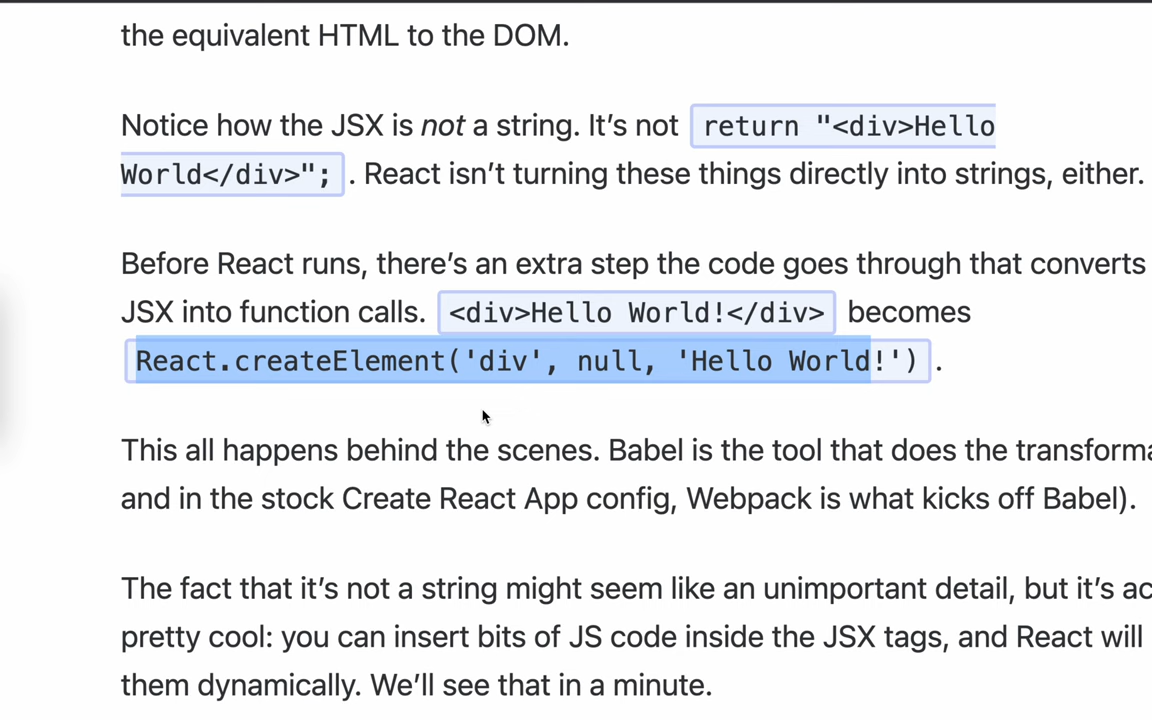 the equivalent HTML to the DOM.
Notice how the JSX is not a string. It’s not return "<div>Hello
World</div>"; . React isn’t turning these things directly into strings, either.
Before React runs, there’s an extra step the code goes through that converts
JSX into function calls. <div>Hello World!</div> becomes
React.createElement('div', null, 'Hello World!') .
This all happens behind the scenes. Babel is the tool that does the
and in the stock Create React App config, Webpack is what kicks off Babel).
The fact that it’s not a string might seem like an unimportant detail, but it’s
pretty cool: you can insert bits of JS code inside the JSX tags, and React will
them dynamically. We’ll see that in a minute.